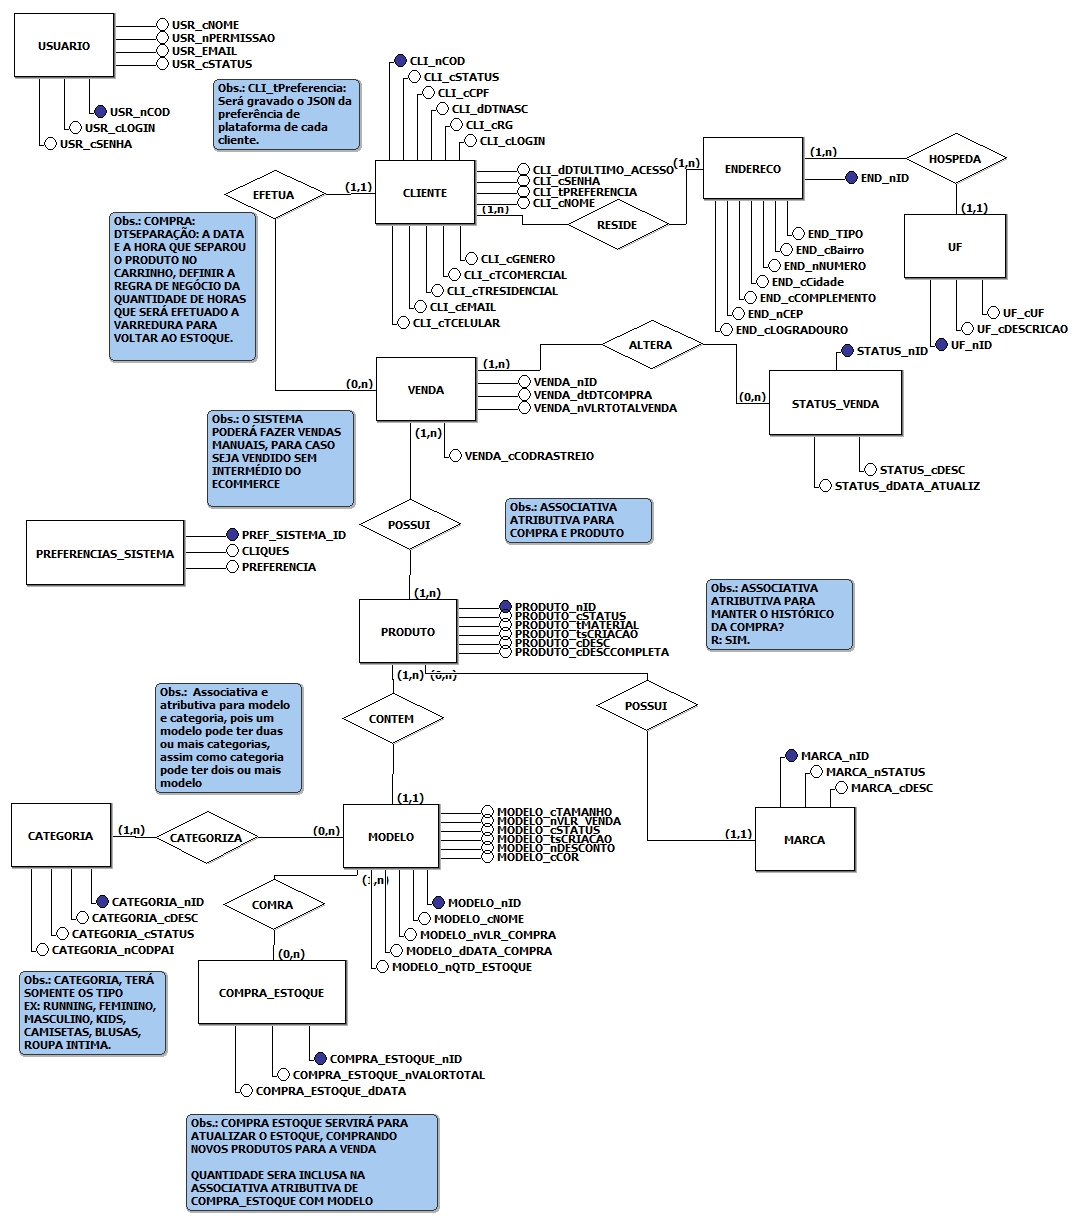 USUARIO
USR_cNOME
USR_nPERMISSAO
USR_EMAIL
USR_cSTATUS
USR_nCOD
USR_cLOGIN
USR_cSENHA
Obs.: CLI_tPreferencia:
Será gravado o JSON da
preferência de
plataforma de cada
cliente.
CLI_nCOD
CLI_cSTATUS
CLI_cCPF
CLI_dDTNASC
CLI_cRG
CLI_cLOGIN
EFETUA
(1,1)
CLIENTE
CLI_dDTULTIMO_ACESSO
CLI_cSENHA
CLI_tPREFERENCIA
CLI_cNOME
(1,n)
RESIDE
(1,n)
ENDERECO
(1,n)
HOSPEDA
END_nID
(1,1)
UF
END_TIPO
END_cBairro
END_nNUMERO
END_cCidade
END_cCOMPLEMENTO
END_nCEP
END_cLOGRADOURO
UF_cUF
UF_cDESCRICAO
UF_nID
CLI_cGENERO
CLI_cTCOMERCIAL
CLI_cTRESIDENCIAL
CLI_cEMAIL
CLI_cTCELULAR
Obs.: COMPRA:
DTSEPARAÇÃO: A DATA
E A HORA QUE SEPAROU
O PRODUTO NO
CARRINHO, DEFINIR A
REGRA DE NEGÓCIO DA
QUANTIDADE DE HORAS
QUE SERÁ EFETUADO A
VARREDURA PARA
VOLTAR AO ESTOQUE.
(0,n)
VENDA
(1,n)
ALTERA
(0,n)
STATUS_nID
STATUS_VENDA
STATUS_cDESC
STATUS_dDATA_ATUALIZ
VENDA_nID
VENDA_dtDTCOMPRA
VENDA_nVLRTOTALVENDA
(1,n)
VENDA_cCODRASTREIO
Obs.: O SISTEMA
PODERÁ FAZER VENDAS
MANUAIS, PARA CASO
SEJA VENDIDO SEM
INTERMÉDIO DO
ECOMMERCE
POSSUI
Obs.: ASSOCIATIVA
ATRIBUTIVA PARA
COMPRA E PRODUTO
PREFERENCIAS_SISTEMA
PREF_SISTEMA_ID
CLIQUES
PREFERENCIA
(1,n)
PRODUTO
PRODUTO_nID
PRODUTO_cSTATUS
PRODUTO_tMATERIAL
PRODUTO_tsCRIACAO
PRODUTO_cDESC
PRODUTO_cDESCCOMPLETA
Obs.: ASSOCIATIVA
ATRIBUTIVA PARA
MANTER O HISTÓRICO
DA COMPRA?
R: SIM.
(1,n)
(0,n)
Obs.: Associativa e
atributiva para modelo
e categoria, pois um
modelo pode ter duas
ou mais categorias,
assim como categoria
pode ter dois ou mais
modelo
CONTEM
POSSUI
MARCA_nID
MARCA_nSTATUS
MARCA_cDESC
(1,1)
MARCA
(1,1)
CATEGORIA
(1,n)
CATEGORIZA
(0,n)
MODELO
MODELO_cTAMANHO
MODELO_nVLR_VENDA
MODELO_cSTATUS
MODELO_tsCRIACAO
MODELO_nDESCONTO
MODELO_cCOR
(1,n)
COMRA
CATEGORIA_nID
CATEGORIA_cDESC
CATEGORIA_cSTATUS
CATEGORIA_nCODPAI
MODELO_nID
MODELO_cNOME
MODELO_nVLR_COMPRA
MODELO_dDATA_COMPRA
MODELO_nQTD_ESTOQUE
(0,n)
COMPRA_ESTOQUE
Obs.: CATEGORIA, TERÁ
SOMENTE OS TIPO
EX: RUNNING, FEMININO,
MASCULINO, KIDS,
CAMISETAS, BLUSAS,
ROUPA INTIMA.
COMPRA_ESTOQUE_nID
COMPRA_ESTOQUE_nVALORTOTAL
COMPRA_ESTOQUE_dDATA
Obs.: COMPRA ESTOQUE SERVIRÁ PARA
ATUALIZAR O ESTOQUE, COMPRANDO
NOVOS PRODUTOS PARA A VENDA
QUANTIDADE SERA INCLUSA NA
ASSOCIATIVA ATRIBUTIVA DE
COMPRA_ESTOQUE COM MODELO